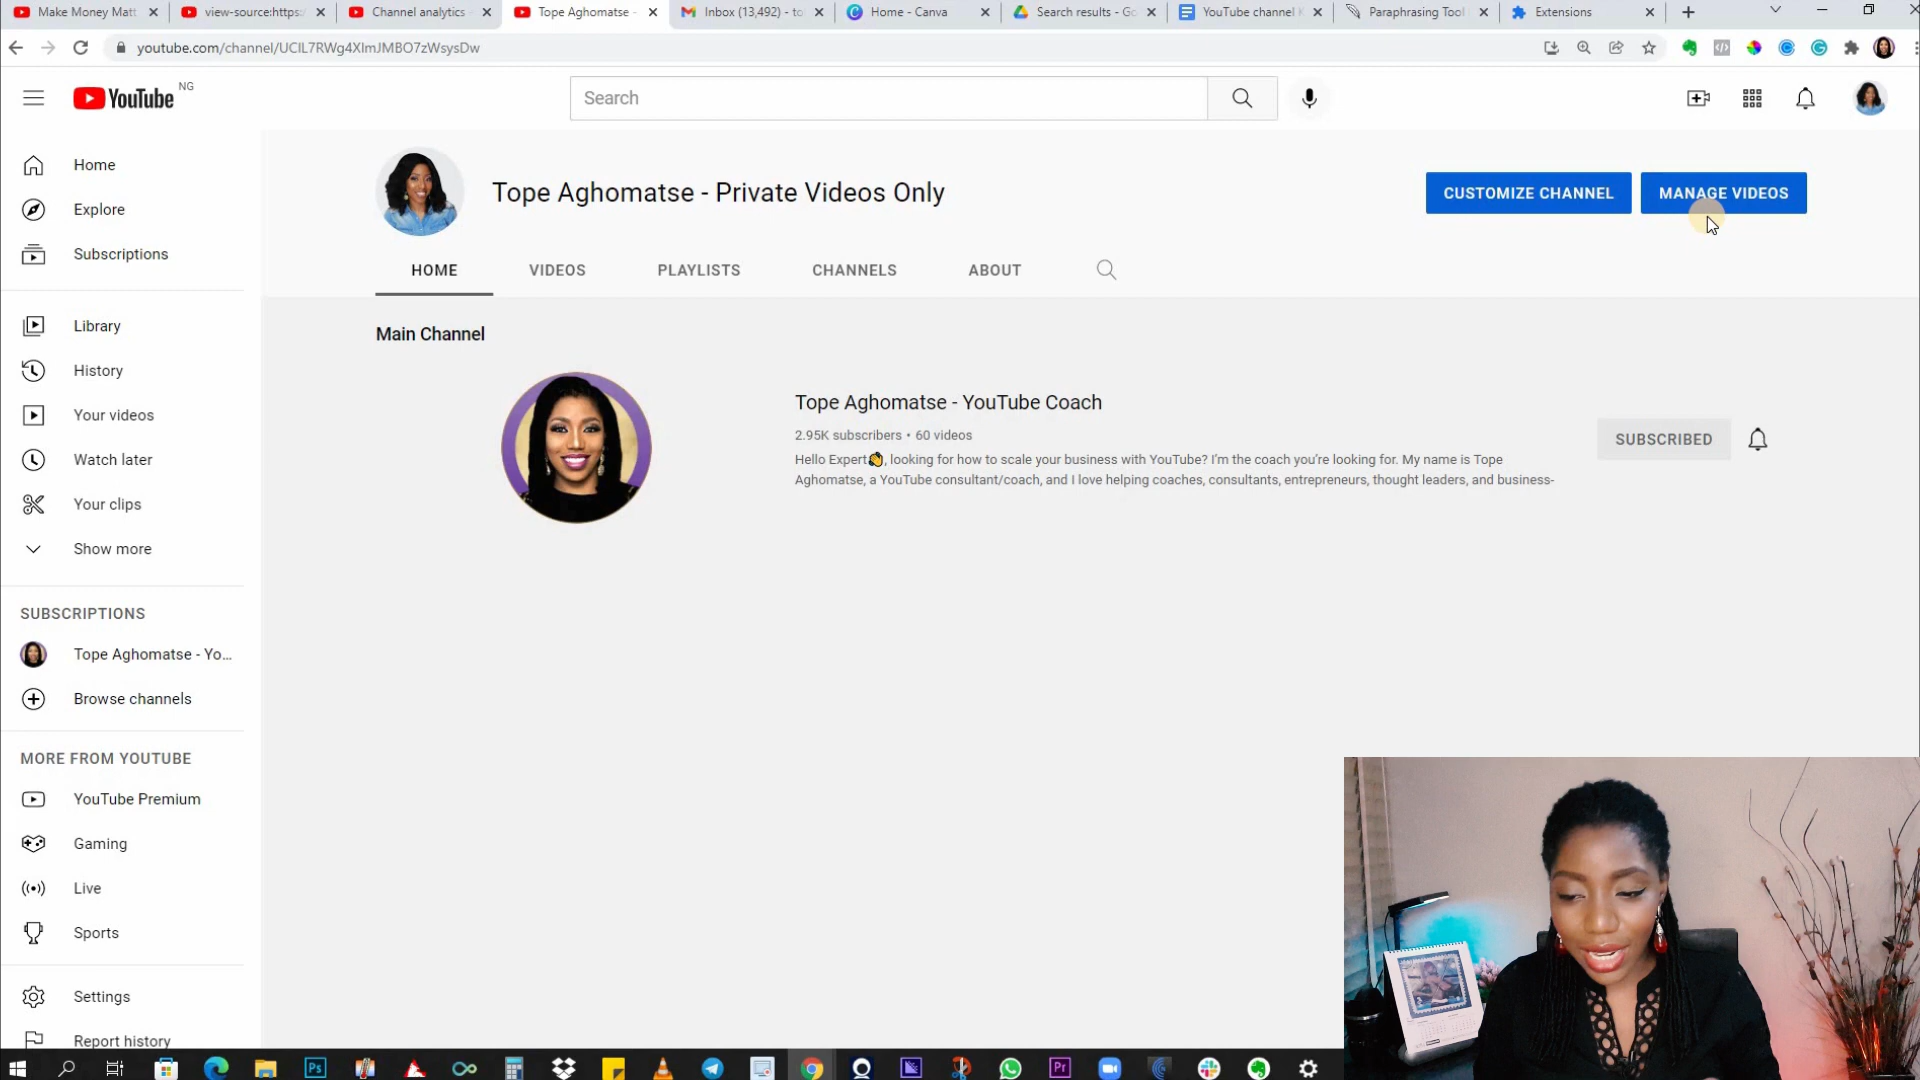 Make Money Matt
view-source:https:
Channel analytics
Tope Aghomatse -
Inbox (13,492) - to
Home - Canva
Search results - Go
YouTube channel
Paraphrasing Tool
Extensions
youtube.com/channel/UCIL7RWg4XlmJMBO7zWsysDw
YouTube NG
Search
Home
Explore
Subscriptions
Library
History
Your videos
Watch later
Your clips
Show more
SUBSCRIPTIONS
Tope Aghomatse - Yo...
Browse channels
MORE FROM YOUTUBE
YouTube Premium
Gaming
Live
Sports
Settings
Report history
Tope Aghomatse - Private Videos Only
CUSTOMIZE CHANNEL
MANAGE VIDEOS
HOME
VIDEOS
PLAYLISTS
CHANNELS
ABOUT
Main Channel
Tope Aghomatse - YouTube Coach
2.95K subscribers • 60 videos
Hello Expert👏, looking for how to scale your business with YouTube? I'm the coach you're looking for. My name is Tope
Aghomatse, a YouTube consultant/coach, and I love helping coaches, consultants, entrepreneurs, thought leaders, and business-
SUBSCRIBED
Ps
Pr